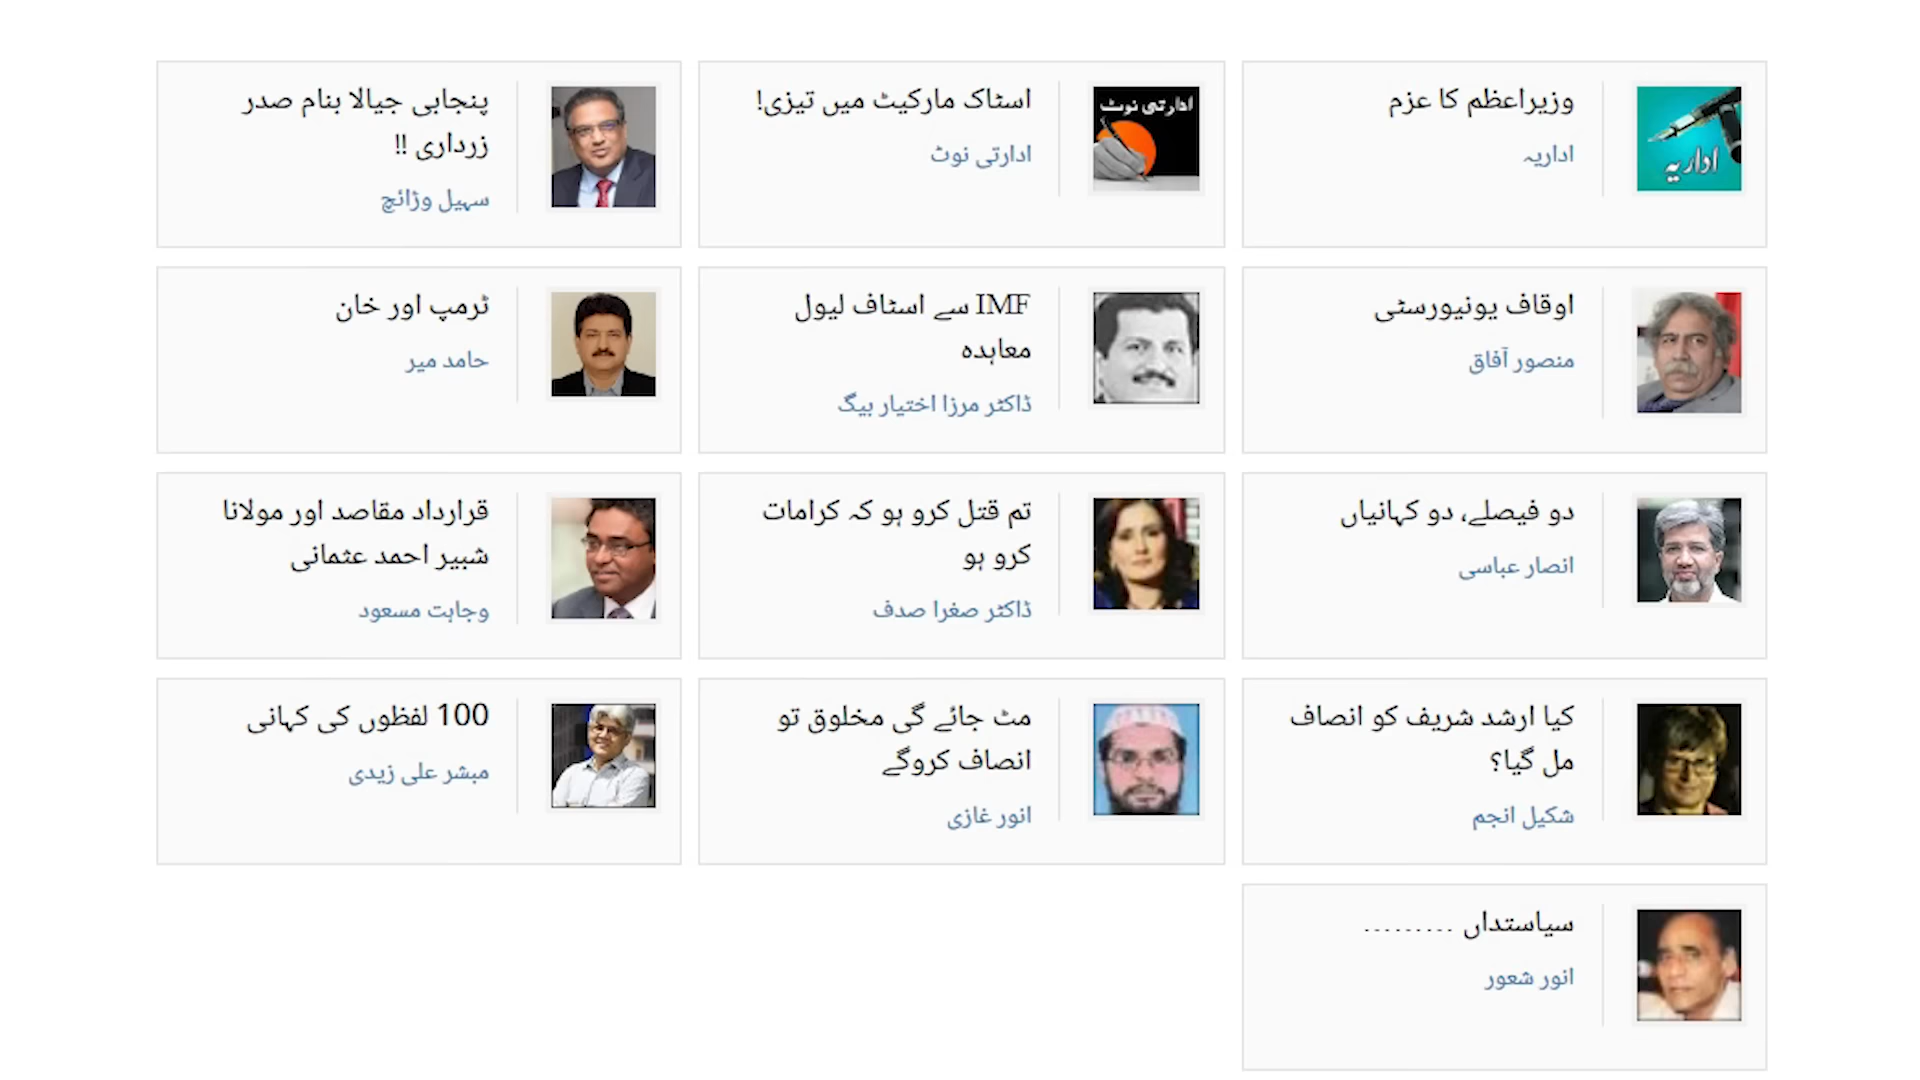 وزیراعظم کا عزم
اداریہ
اداریہ
اسٹاک مارکیٹ میں تیزی!
ادارتی نوٹ
ادارتی نوٹ
پنجابی جیالا بنام صدر
زرداری !!
سہیل وڑائچ
اوقاف یونیورسٹی
منصور آفاق
IMF سے اسٹاف لیول
معاہدہ
ڈاکٹر مرزا اختیار بیگ
ٹرمپ اور خان
حامد میر
دو فیصلے، دو کہانیاں
انصار عباسی
تم قتل کرو ہو کہ کرامات
کرو ہو
ڈاکٹر صغرا صدف
قرارداد مقاصد اور مولانا
شبیر احمد عثمانی
وجاہت مسعود
کیا ارشد شریف کو انصاف
مل گیا؟
شکیل انجم
مٹ جائے گی مخلوق تو
انصاف کروگے
انور غازی
100 لفظوں کی کہانی
مبشر علی زیدی
سیاستداں .........
انور شعور